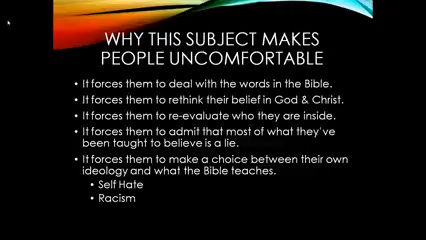 WHY THIS SUBJECT MAKES
PEOPLE UNCOMFORTABLE
• It forces them to deal with the words in the Bible.
• It forces them to rethink their belief in God & Christ.
• It forces them to re-evaluate who they are inside.
• It forces them to admit that most of what they've
been taught to believe is a lie.
• It forces them to make a choice between their own
ideology and what the Bible teaches.
• Self Hate
• Racism